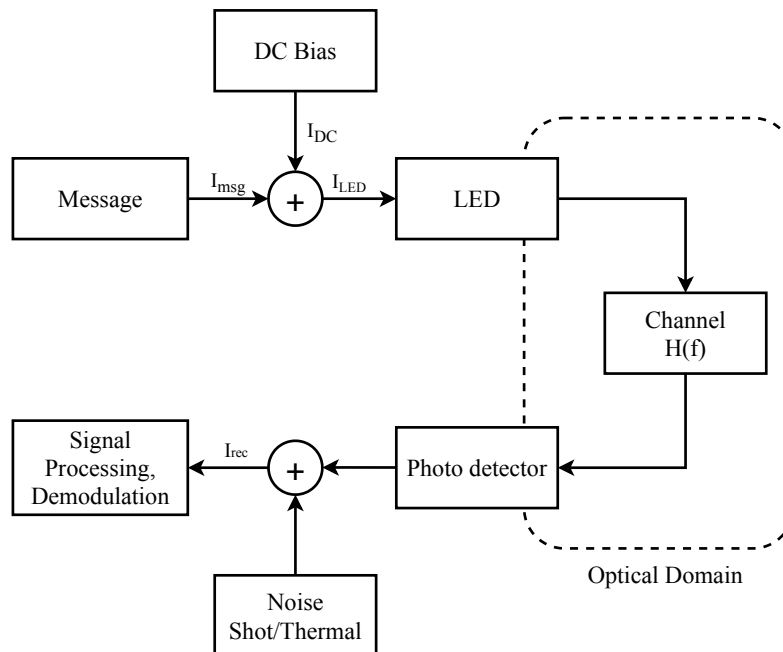 DC Bias
I_DC
Message
I_msg
+
I_LED
LED
Channel
H(f)
Signal
Processing,
Demodulation
I_rec
+
Photo detector
Optical Domain
Noise
Shot/Thermal